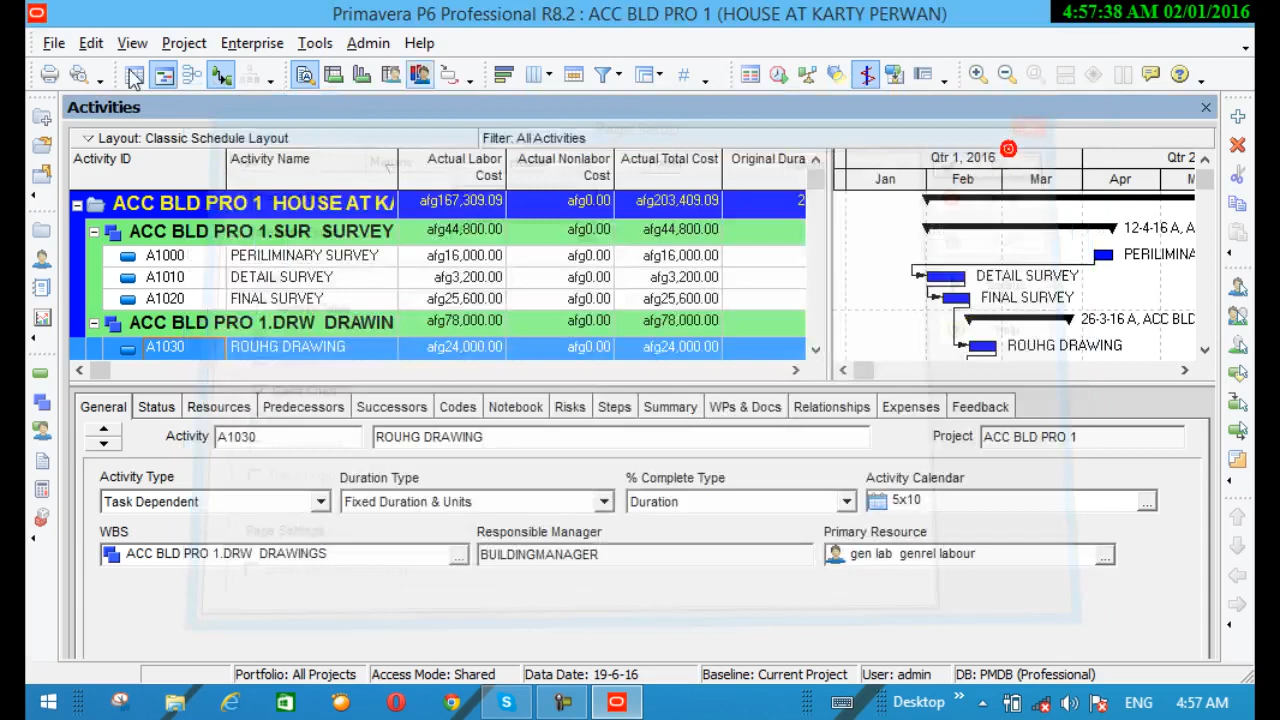 Primavera P6 Professional R8.2 : ACC BLD PRO 1 (HOUSE AT KARTY PERWAN)
4:57:38 AM 02/01/2016
File Edit View Project Enterprise Tools Admin Help
Activities
Layout: Classic Schedule Layout Filter: All Activities
Activity ID Activity Name Actual Labor Cost Actual Nonlabor Cost Actual Total Cost Original Dura Qtr 1, 2016 Qtr 2
Jan Feb Mar Apr M
ACC BLD PRO 1 HOUSE AT KA afg167,309.09 afg0.00 afg203,409.09 2
ACC BLD PRO 1.SUR SURVEY afg44,800.00 afg0.00 afg44,800.00 12-4-16 A, A
A1000 PERILIMINARY SURVEY afg16,000.00 afg0.00 afg16,000.00 PERILIMINA
A1010 DETAIL SURVEY afg3,200.00 afg0.00 afg3,200.00 DETAIL SURVEY
A1020 FINAL SURVEY afg25,600.00 afg0.00 afg25,600.00 FINAL SURVEY
ACC BLD PRO 1.DRW DRAWIN afg78,000.00 afg0.00 afg78,000.00 26-3-16 A, ACC BLD
A1030 ROUHG DRAWING afg24,000.00 afg0.00 afg24,000.00 ROUHG DRAWING
General Status Resources Predecessors Successors Codes Notebook Risks Steps Summary WPs & Docs Relationships Expenses Feedback
Activity A1030 ROUHG DRAWING Project ACC BLD PRO 1
Activity Type Duration Type % Complete Type Activity Calendar
Task Dependent Fixed Duration & Units Duration 5x10
WBS Responsible Manager Primary Resource
ACC BLD PRO 1.DRW DRAWINGS BUILDINGMANAGER gen lab genrel labour
Portfolio: All Projects Access Mode: Shared Data Date: 19-6-16 Baseline: Current Project User: admin DB: PMDB (Professional)
Desktop ENG 4:57 AM